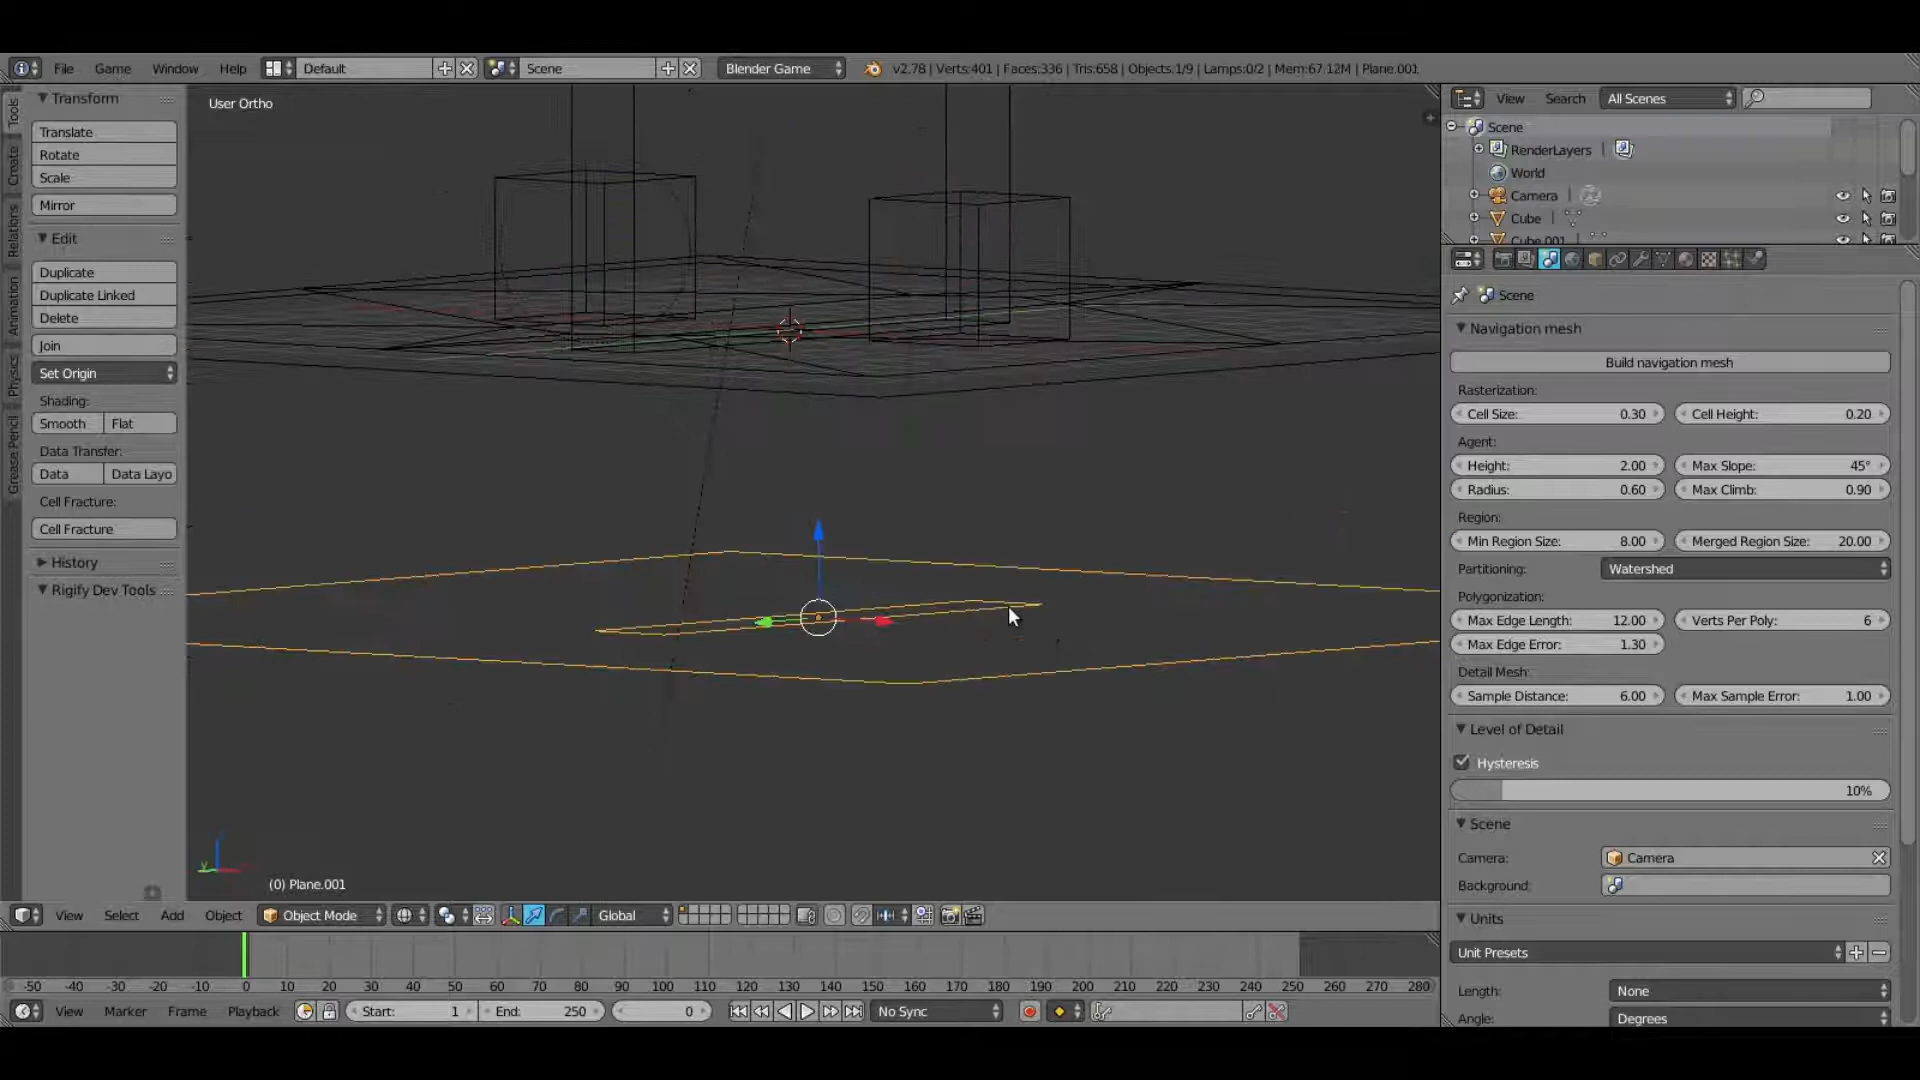 File Game Window Help Default Scene Blender Game v2.78 | Verts:401 | Faces:336 | Tris:658 | Objects:1/9 | Lamps:0/2 | Mem:67.12M | Plane.001
Tools
Create
Relations
Animation
Physics
Grease Pencil
Transform
Translate
Rotate
Scale
Mirror
Edit
Duplicate
Duplicate Linked
Delete
Join
Set Origin
Shading:
Smooth Flat
Data Transfer:
Data Data Layo
Cell Fracture:
Cell Fracture
History
Rigify Dev Tools
User Ortho
(0) Plane.001
View Select Add Object Object Mode Global
View Search All Scenes
Scene
RenderLayers
World
Camera
Cube
Cube.001
Scene
Navigation mesh
Build navigation mesh
Rasterization:
Cell Size: 0.30 Cell Height: 0.20
Agent:
Height: 2.00 Max Slope: 45°
Radius: 0.60 Max Climb: 0.90
Region:
Min Region Size: 8.00 Merged Region Size: 20.00
Partitioning: Watershed
Polygonization:
Max Edge Length: 12.00 Verts Per Poly: 6
Max Edge Error: 1.30
Detail Mesh:
Sample Distance: 6.00 Max Sample Error: 1.00
Level of Detail
Hysteresis
10%
Scene
Camera: Camera
Background:
Units
Unit Presets
Length: None
Angle: Degrees
-50 -40 -30 -20 -10 0 10 20 30 40 50 60 70 80 90 100 110 120 130 140 150 160 170 180 190 200 210 220 230 240 250 260 270 280
View Marker Frame Playback Start: 1 End: 250 0 No Sync